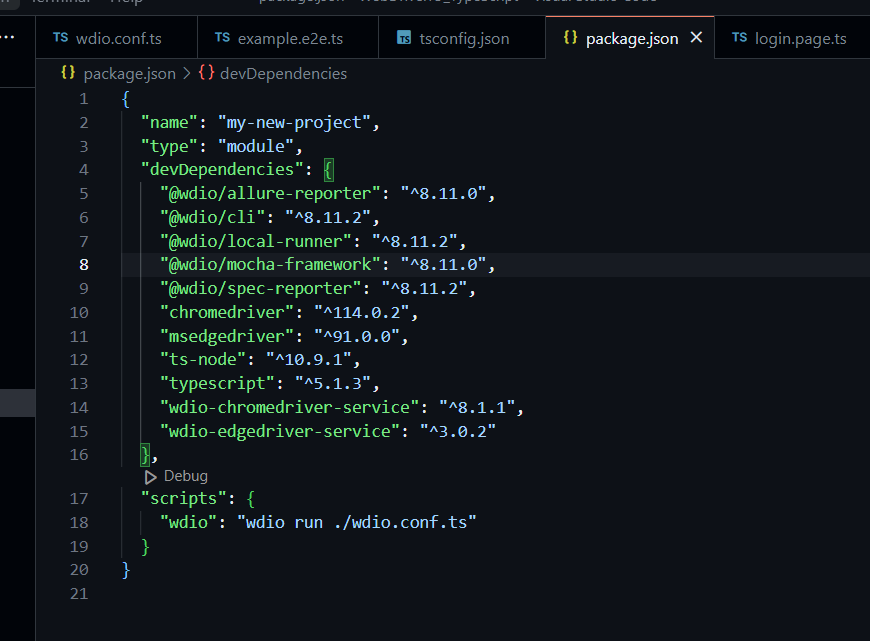 TS wdio.conf.ts TS example.e2e.ts TS tsconfig.json {} package.json × TS login.page.ts
{} package.json > {} devDependencies
1 {
2 "name": "my-new-project",
3 "type": "module",
4 "devDependencies": {
5 "@wdio/allure-reporter": "^8.11.0",
6 "@wdio/cli": "^8.11.2",
7 "@wdio/local-runner": "^8.11.2",
8 "@wdio/mocha-framework": "^8.11.0",
9 "@wdio/spec-reporter": "^8.11.2",
10 "chromedriver": "^114.0.2",
11 "msedgedriver": "^91.0.0",
12 "ts-node": "^10.9.1",
13 "typescript": "^5.1.3",
14 "wdio-chromedriver-service": "^8.1.1",
15 "wdio-edgedriver-service": "^3.0.2"
16 },
Debug
17 "scripts": {
18 "wdio": "wdio run ./wdio.conf.ts"
19 }
20 }
21